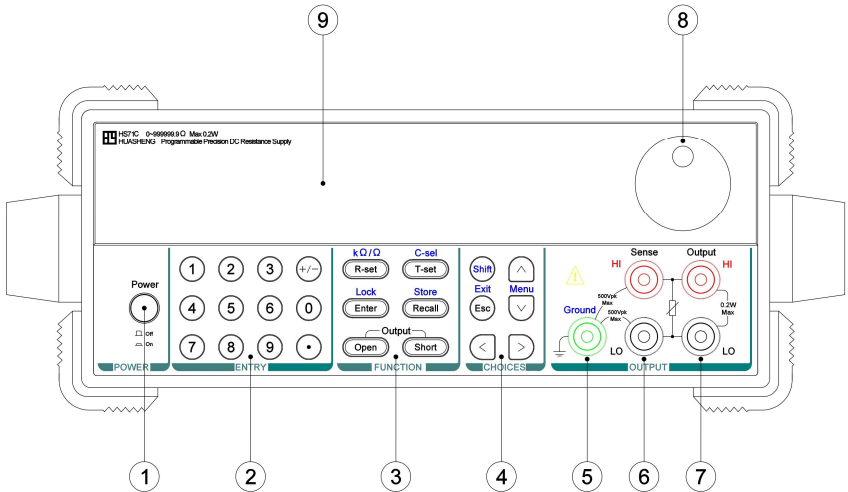 9
8
HS71C 0~999999.9Ω Max 0.2W
HUASHENG Programmable Precision DC Resistance Supply
Power
Off
On
POWER
1 2 3 +/−
4 5 6 0
7 8 9 •
ENTRY
kΩ/Ω C-sel
R-set T-set
Lock Store
Enter Recall
Output
Open Short
FUNCTION
Shift
Exit Menu
Esc
CHOICES
Sense Output
HI HI
500Vpk
Max
Ground
500Vpk
Max
0.2W
Max
LO LO
OUTPUT
1 2 3 4 5 6 7